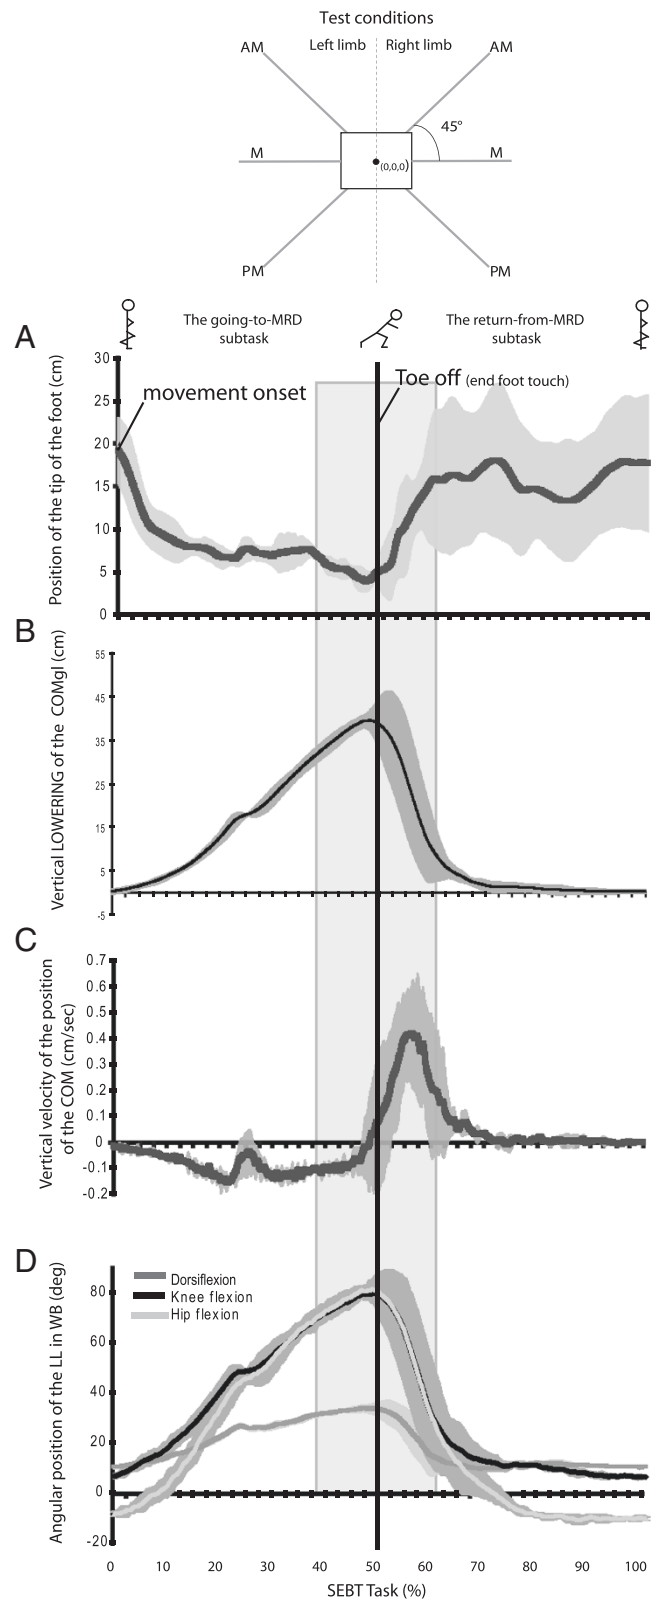 Test conditions
Left limb Right limb
AM AM
45°
M M
(0,0,0)
PM PM
The going-to-MRD
subtask
The return-from-MRD
subtask
A
Position of the tip of the foot (cm)
30
25
20
15
10
5
0
movement onset
Toe off (end foot touch)
B
Vertical LOWERING of the COMgl (cm)
55
45
35
25
15
5
-5
C
Vertical velocity of the position
of the COM (cm/sec)
0.7
0.6
0.5
0.4
0.3
0.2
0.1
0
-0.1
-0.2
D
Angular position of the LL in WB (deg)
80
60
40
20
0
-20
Dorsiflexion
Knee flexion
Hip flexion
0 10 20 30 40 50 60 70 80 90 100
SEBT Task (%)